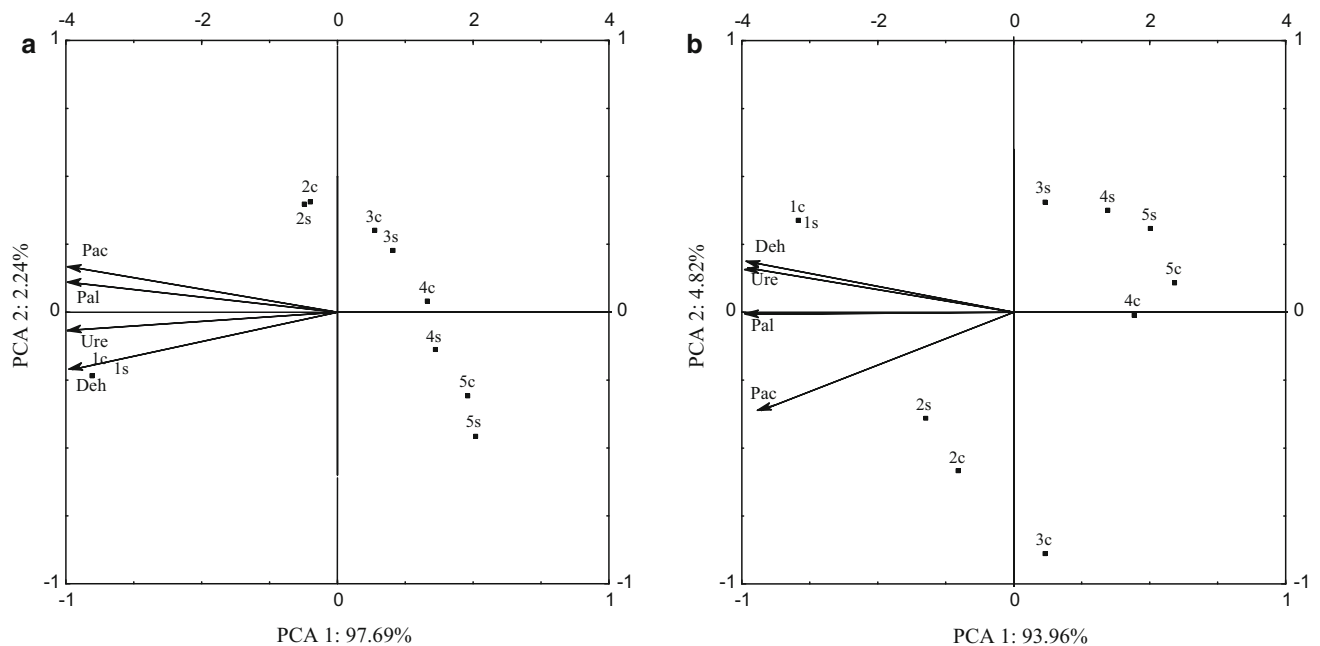 a
-4 -2 0 2 4
1 1
2c
2s
3c
3s
Pac
Pal
4c
0 0
Ure
1c 1s
Deh
4s
5c
5s
PCA 2: 2.24%
-1 -1
-1 0 1
PCA 1: 97.69%
b
-4 -2 0 2 4
1 1
3s
4s
5s
1c
1s
Deh
Ure
5c
4c
0 0
Pal
Pac
2s
2c
3c
PCA 2: 4.82%
-1 -1
-1 0 1
PCA 1: 93.96%